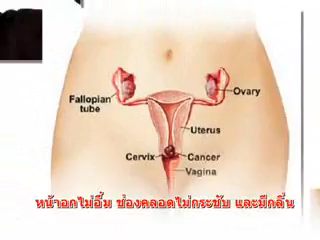 Fallopian
tube
Ovary
Uterus
Cervix
Cancer
Vagina
หน้าอกไม่อึ๋ม ช่องคลอดไม่กระชับ และมีกลิ่น